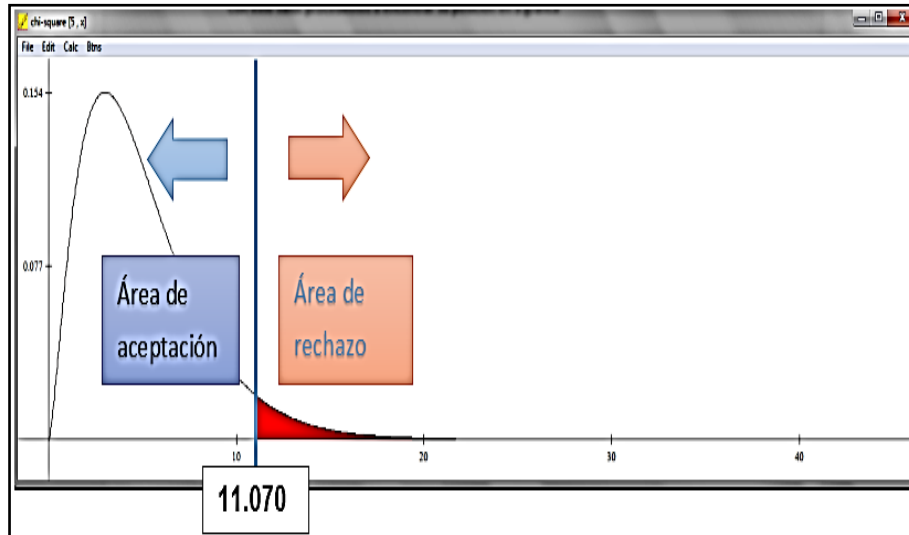 chi-square [5 , x]
File Edit Calc Btns
0.154
0.077
Área de
aceptación
Área de
rechazo
10 20 30 40
11.070